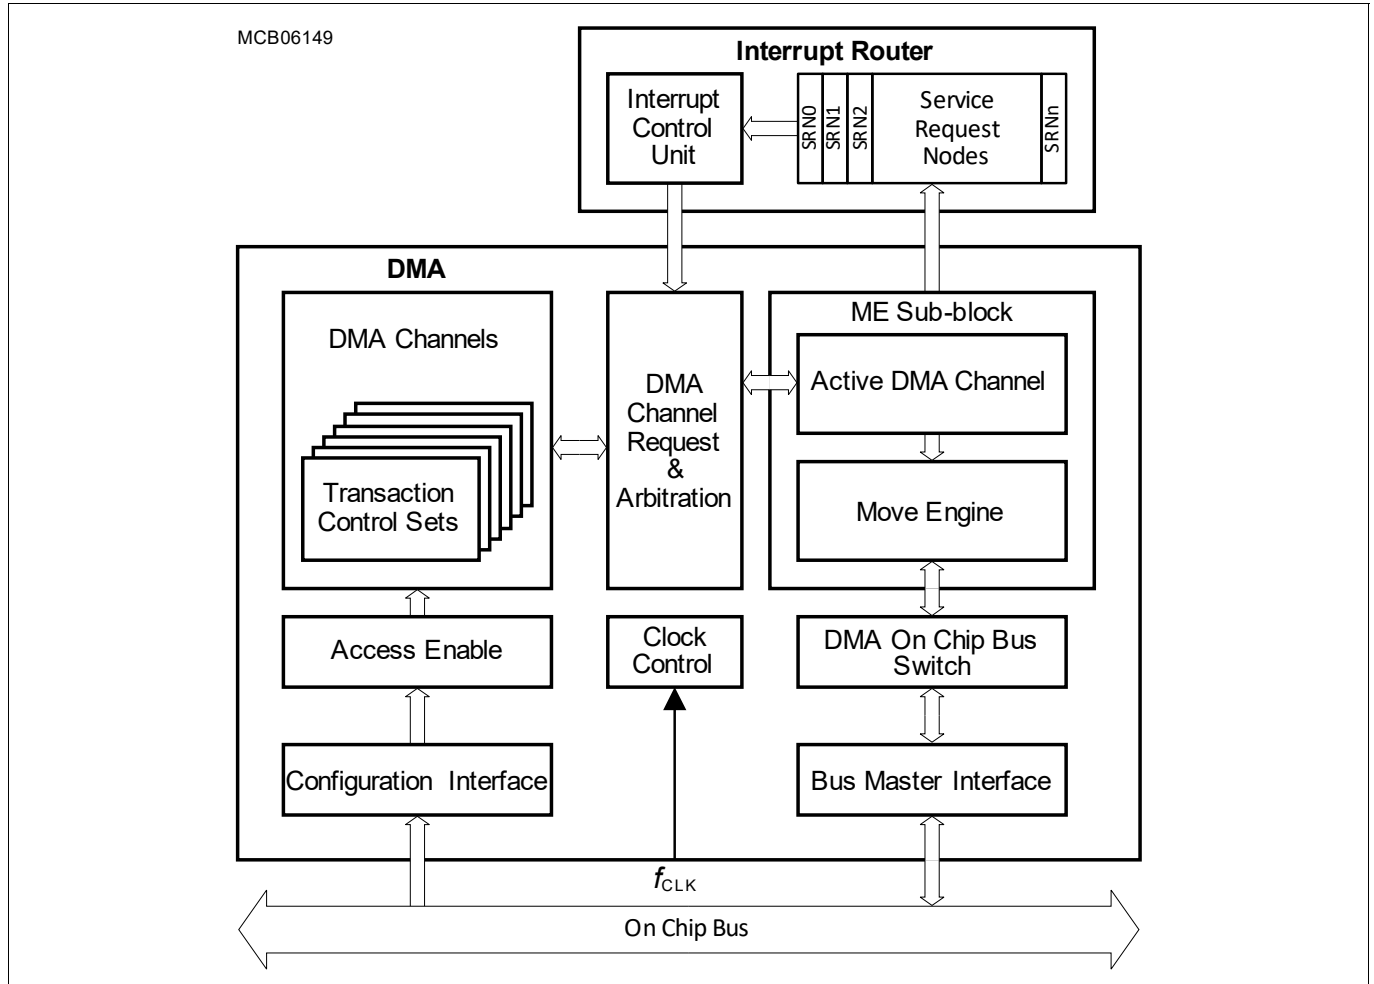 MCB06149
Interrupt Router
Interrupt
Control
Unit
SRN0
SRN1
SRN2
Service
Request
Nodes
SRNn
DMA
DMA Channels
Transaction
Control Sets
DMA
Channel
Request
&
Arbitration
ME Sub-block
Active DMA Channel
Move Engine
Access Enable
Clock
Control
DMA On Chip Bus
Switch
Configuration Interface
Bus Master Interface
fCLK
On Chip Bus